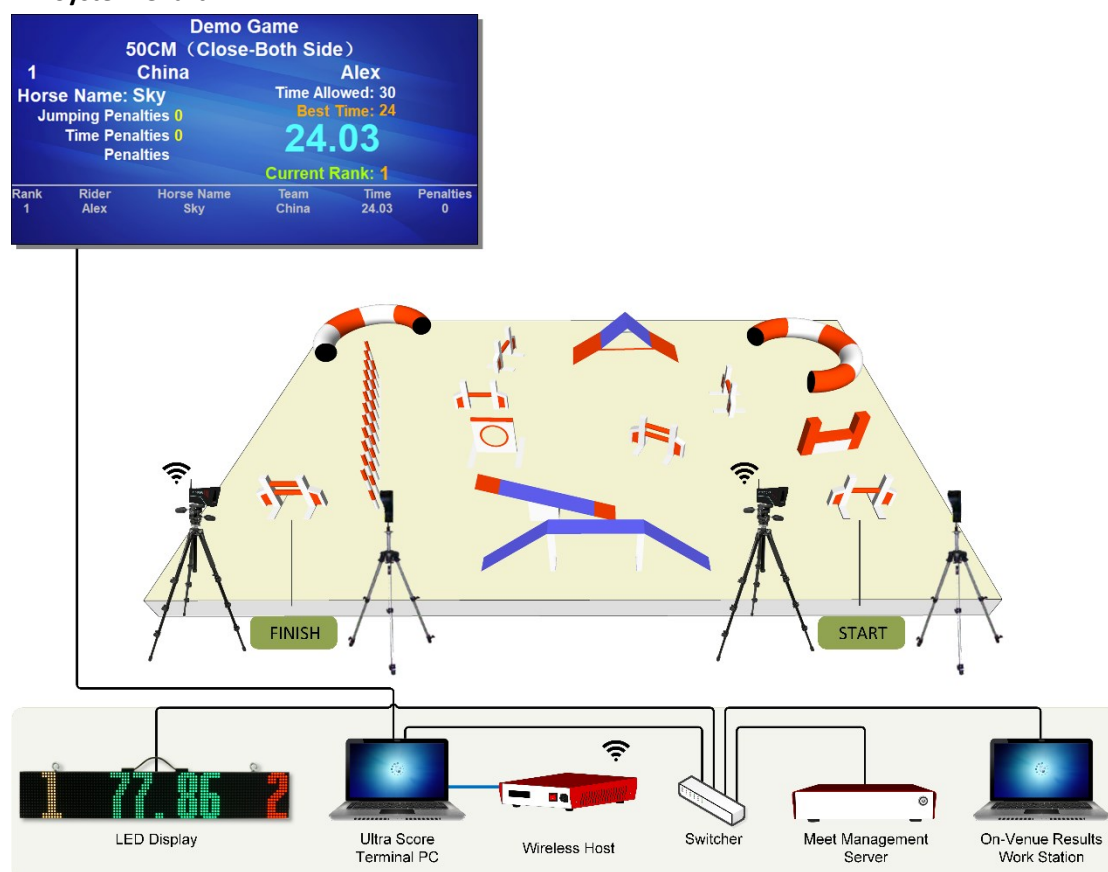 Demo Game
50CM（Close-Both Side）
1 China Alex
Horse Name: Sky Time Allowed: 30
Jumping Penalties 0 Best Time: 24
Time Penalties 0 24.03
Penalties
Current Rank: 1
Rank Rider Horse Name Team Time Penalties
1 Alex Sky China 24.03 0
FINISH START
1 77.86 2
LED Display
Ultra Score
Terminal PC
Wireless Host
Switcher
Meet Management
Server
On-Venue Results
Work Station